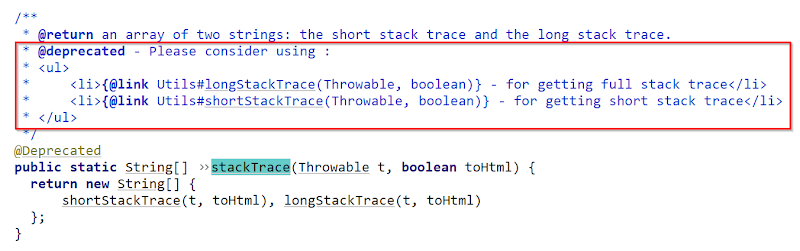 /**
 * @return an array of two strings: the short stack trace and the long stack trace.
 * @deprecated - Please consider using :
 * <ul>
 *     <li>{@link Utils#longStackTrace(Throwable, boolean)} - for getting full stack trace</li>
 *     <li>{@link Utils#shortStackTrace(Throwable, boolean)} - for getting short stack trace</li>
 * </ul>
 */
@Deprecated
public static String[] »stackTrace(Throwable t, boolean toHtml) {
  return new String[] {
      shortStackTrace(t, toHtml), longStackTrace(t, toHtml)
  };
}